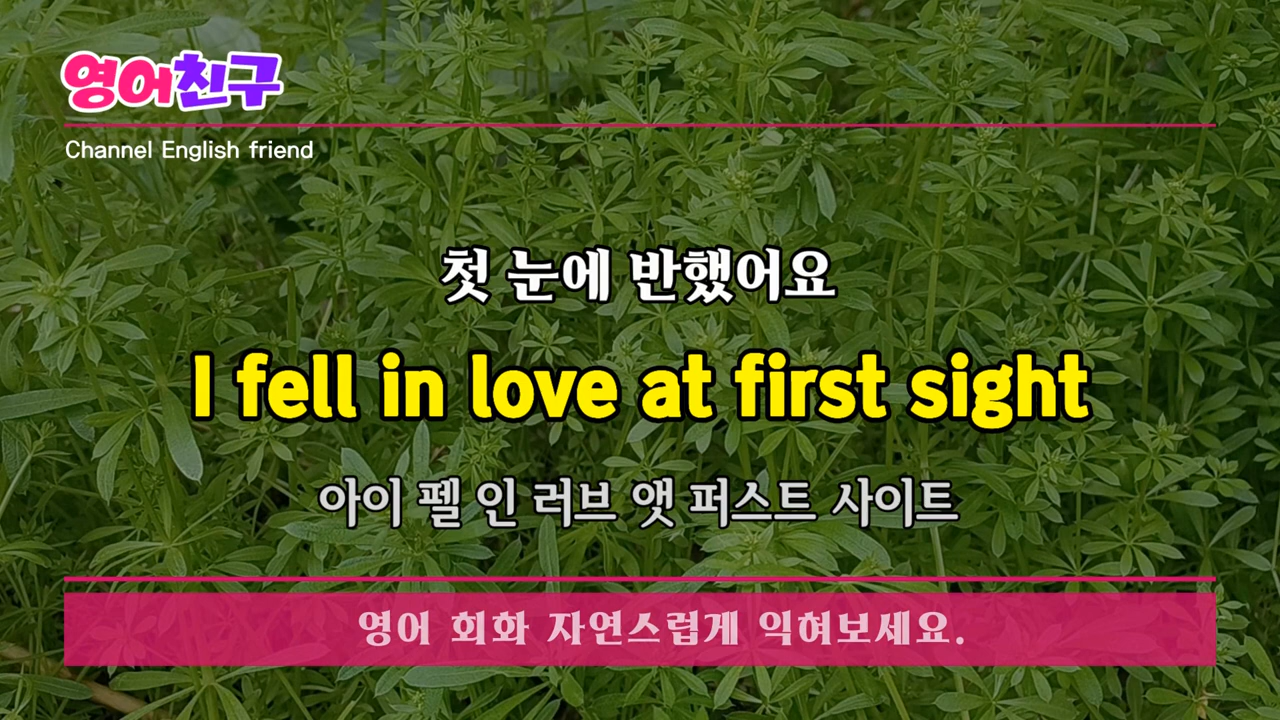 영어친구
Channel English friend
첫 눈에 반했어요
I fell in love at first sight
아이 펠 인 러브 앳 퍼스트 사이트
영어 회화 자연스럽게 익혀보세요.